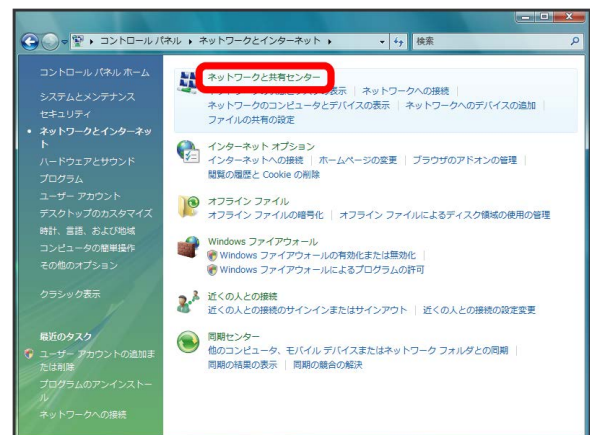 コントロール パネル ▸ ネットワークとインターネット ▸
検索
コントロール パネル ホーム
システムとメンテナンス
セキュリティ
ネットワークとインターネッ
ト
ハードウェアとサウンド
プログラム
ユーザー アカウント
デスクトップのカスタマイズ
時計、言語、および地域
コンピュータの簡単操作
その他のオプション
クラシック表示
最近のタスク
ユーザー アカウントの追加ま
たは削除
プログラムのアンインストー
ル
ネットワークへの接続
ネットワークと共有センター
表示 | ネットワークへの接続 |
ネットワークのコンピュータとデバイスの表示 | ネットワークへのデバイスの追加 |
ファイルの共有の設定
インターネット オプション
インターネットへの接続 | ホームページの変更 | ブラウザのアドオンの管理 |
閲覧の履歴と Cookie の削除
オフライン ファイル
オフライン ファイルの暗号化 | オフライン ファイルによるディスク領域の使用の管理
Windows ファイアウォール
Windows ファイアウォールの有効化または無効化 |
Windows ファイアウォールによるプログラムの許可
近くの人との接続
近くの人との接続のサインインまたはサインアウト | 近くの人との接続の設定変更
同期センター
他のコンピュータ、モバイル デバイスまたはネットワーク フォルダとの同期 |
同期の結果の表示 | 同期の競合の解決